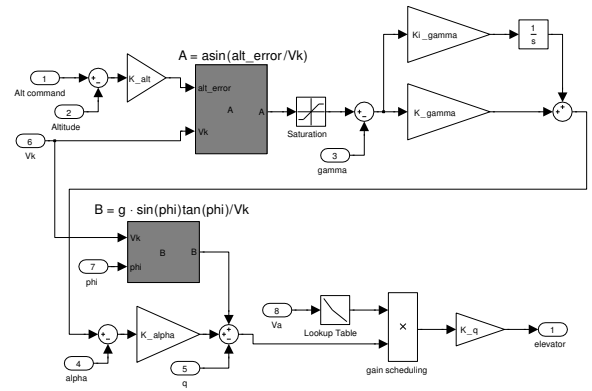 Ki_gamma
1
s
A = asin(alt_error/Vk)
K_alt
1
Alt command
alt_error
A
A
Vk
2
Altitude
Saturation
K_gamma
6
Vk
3
gamma
B = g · sin(phi)tan(phi)/Vk
Vk
B
B
phi
7
phi
8
Va
Lookup Table
K_alpha
×
K_q
1
elevator
4
alpha
5
q
gain scheduling